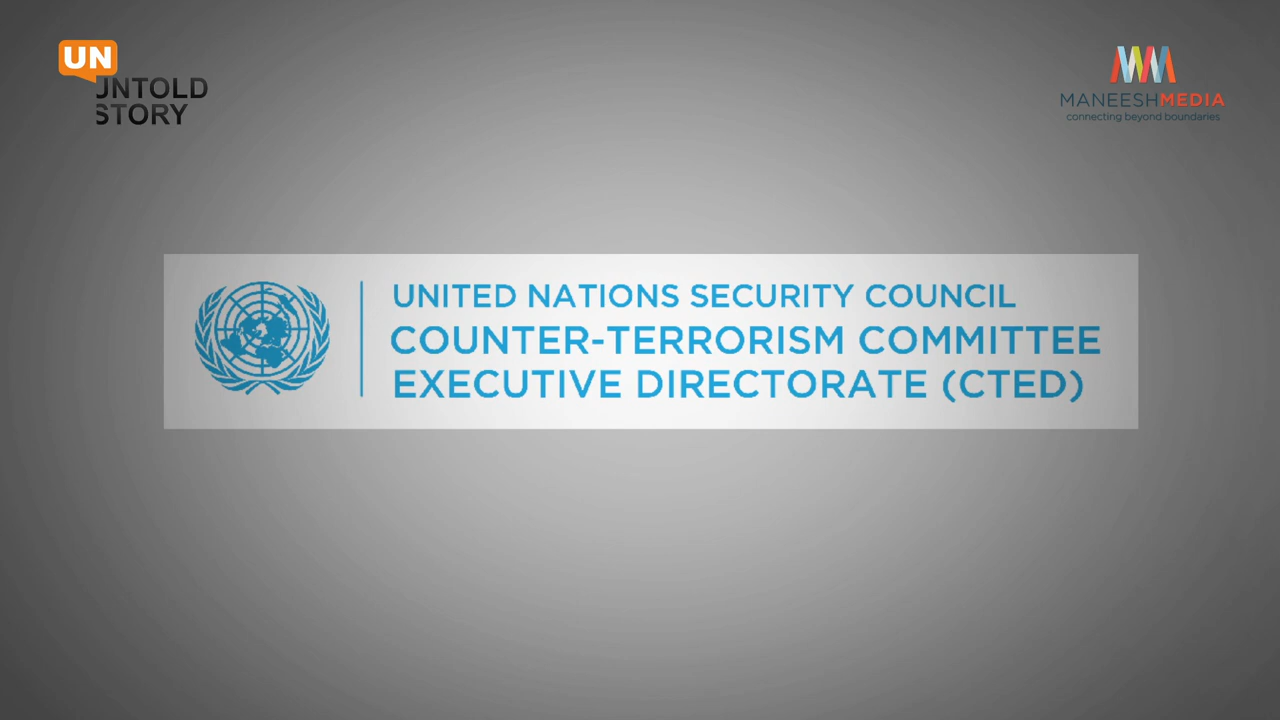 UN
UNTOLD
STORY
MANEESHMEDIA
connecting beyond boundaries
UNITED NATIONS SECURITY COUNCIL
COUNTER-TERRORISM COMMITTEE
EXECUTIVE DIRECTORATE (CTED)